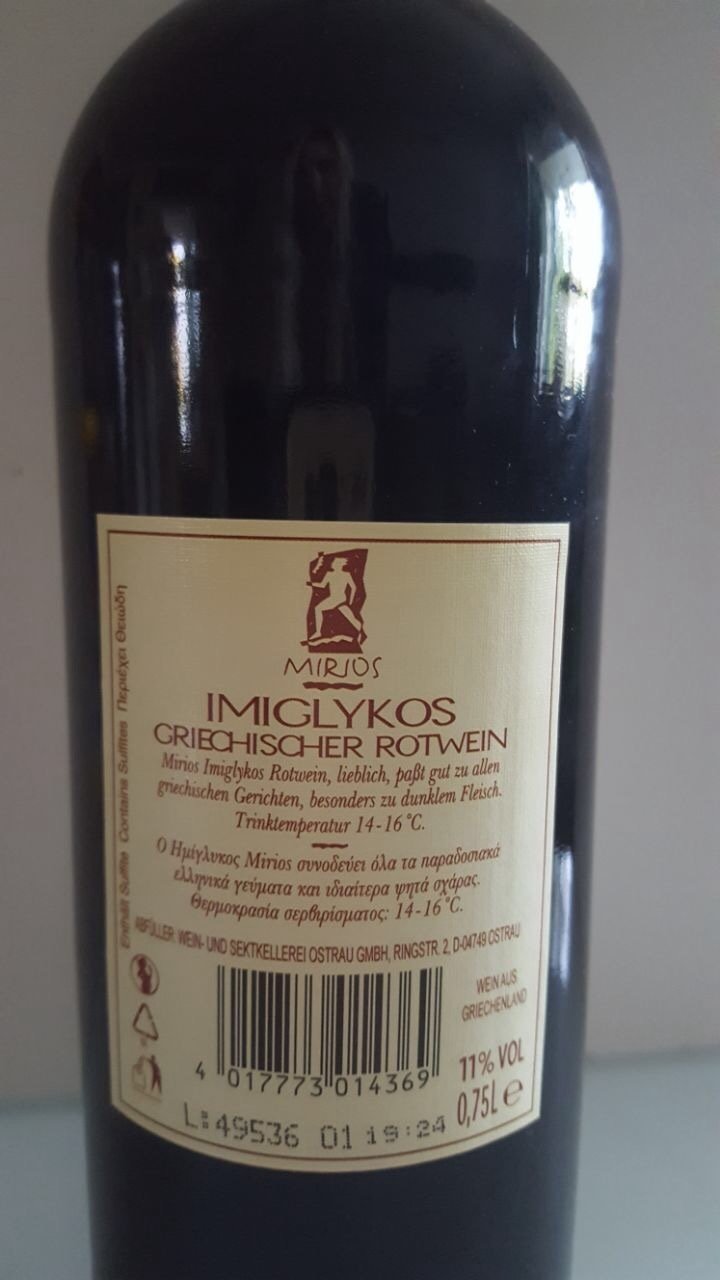 MIRIOS
IMIGLYKOS
GRIECHISCHER ROTWEIN
Mirios Imiglykos Rotwein, lieblich, paßt gut zu allen
griechischen Gerichten, besonders zu dunklem Fleisch.
Trinktemperatur 14-16°C.
Ο Ημίγλυκος Mirios συνοδεύει όλα τα παραδοσιακά
ελληνικά γεύματα και ιδιαίτερα ψητά σχάρας.
Θερμοκρασία σερβιρίσματος: 14-16°C.
ABFÜLLER: WEIN- UND SEKTKELLEREI OSTRAU GMBH, RINGSTR. 2, D-04749 OSTRAU
Enthält Sulfite Contains Sulfites Περιέχει Θειώδη
WEIN AUS
GRIECHENLAND
11% VOL
0,75L e
4 017773 014369
L:49536 01 19:24